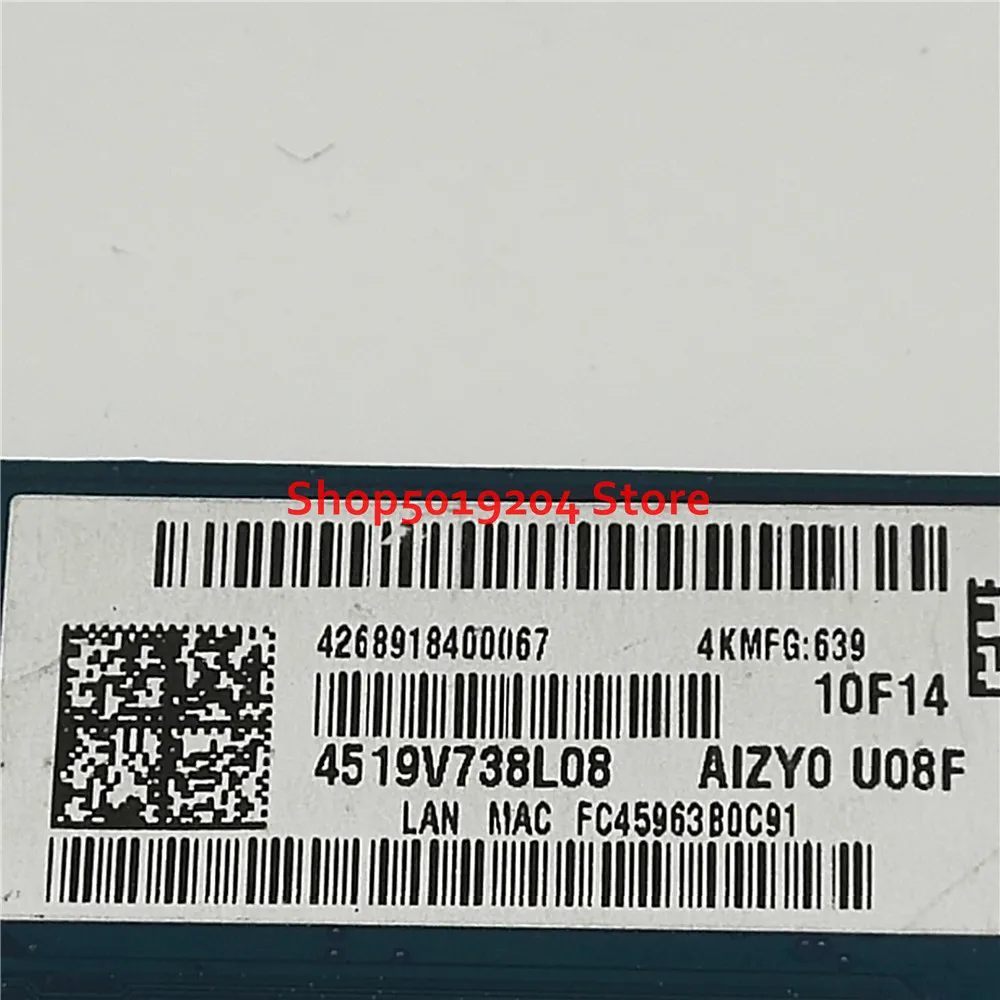 Shop5019204 Store
4268918400067 4KMFG:639
10F14
4519V738L08 AIZY0 U08F
LAN MAC FC45963B0C91